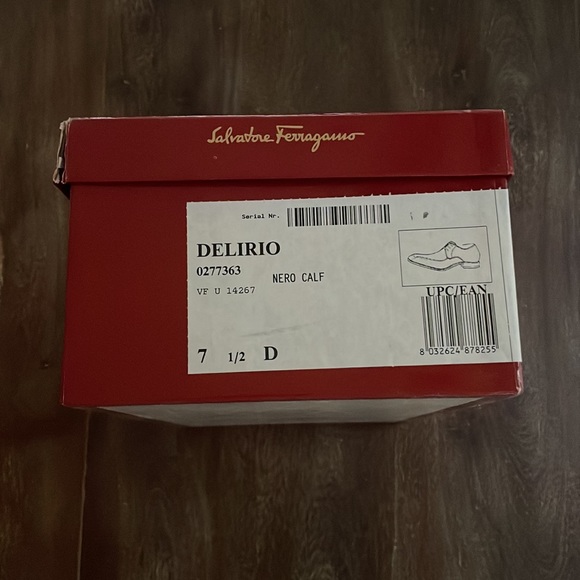 Salvatore Ferragamo
Serial Nr.
DELIRIO
0277363
NERO CALF
VF U 14267
UPC/EAN
7 1/2 D
8 032624 878255